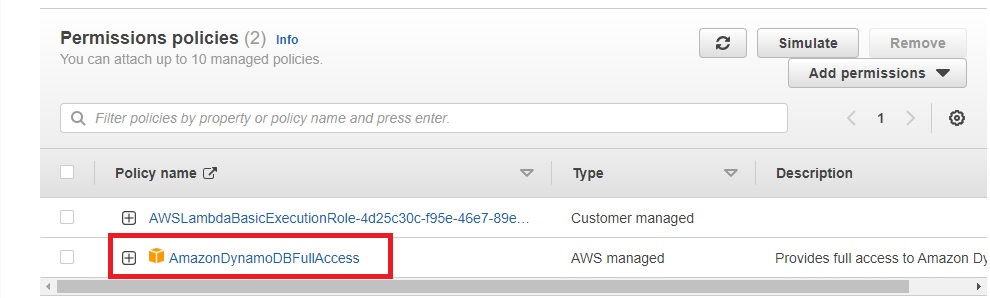 Permissions policies (2) Info
You can attach up to 10 managed policies.
Simulate
Remove
Add permissions
Filter policies by property or policy name and press enter.
1
Policy name Type Description
AWSLambdaBasicExecutionRole-4d25c30c-f95e-46e7-89e... Customer managed
AmazonDynamoDBFullAccess AWS managed Provides full access to Amazon Dy